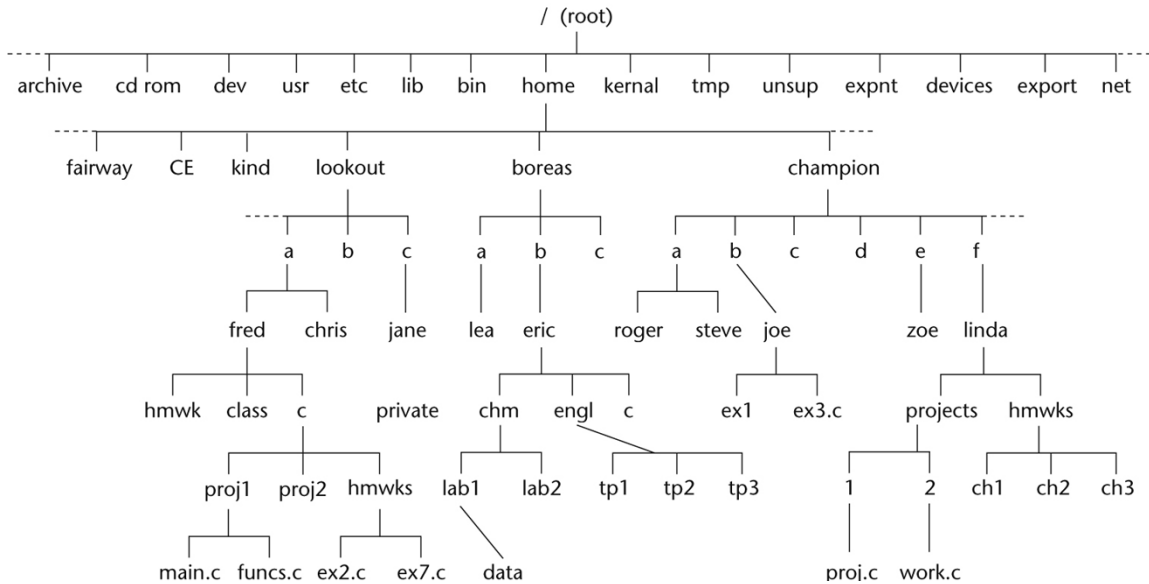 / (root)
archive cd rom dev usr etc lib bin home kernal tmp unsup expnt devices export net
fairway CE kind lookout boreas champion
a b c a b c a b c d e f
fred chris jane lea eric roger steve joe zoe linda
hmwk class c private chm engl c ex1 ex3.c projects hmwks
proj1 proj2 hmwks lab1 lab2 tp1 tp2 tp3 1 2 ch1 ch2 ch3
main.c funcs.c ex2.c ex7.c data proj.c work.c